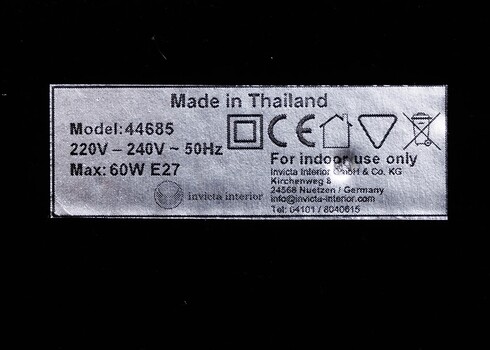 Made in Thailand
Model: 44685
220V – 240V ~ 50Hz
Max: 60W E27
CE
For indoor use only
Invicta Interior GmbH & Co. KG
Kirchenweg 8
24568 Nuetzen / Germany
info@invicta-interior.com
Tel: 04101 / 8040615
invicta interior